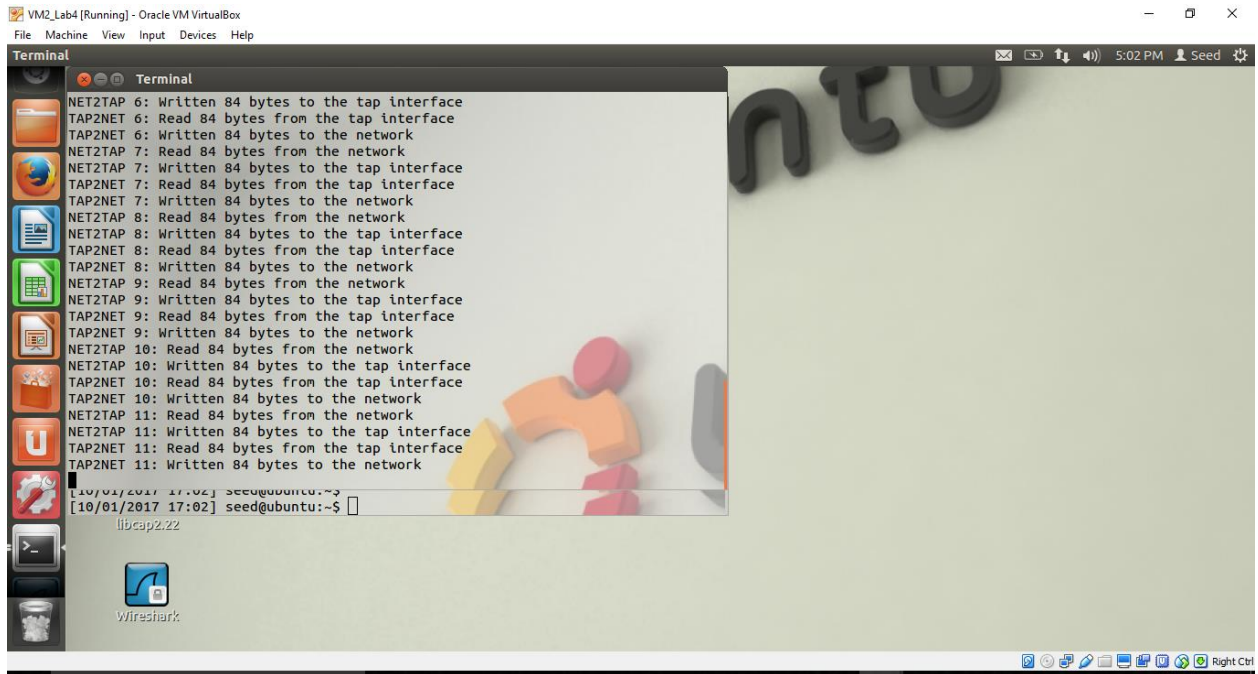 VM2_Lab4 [Running] - Oracle VM VirtualBox
File Machine View Input Devices Help
Terminal 5:02 PM Seed
Terminal
NET2TAP 6: Written 84 bytes to the tap interface
TAP2NET 6: Read 84 bytes from the tap interface
TAP2NET 6: Written 84 bytes to the network
NET2TAP 7: Read 84 bytes from the network
NET2TAP 7: Written 84 bytes to the tap interface
TAP2NET 7: Read 84 bytes from the tap interface
TAP2NET 7: Written 84 bytes to the network
NET2TAP 8: Read 84 bytes from the network
NET2TAP 8: Written 84 bytes to the tap interface
TAP2NET 8: Read 84 bytes from the tap interface
TAP2NET 8: Written 84 bytes to the network
NET2TAP 9: Read 84 bytes from the network
NET2TAP 9: Written 84 bytes to the tap interface
TAP2NET 9: Read 84 bytes from the tap interface
TAP2NET 9: Written 84 bytes to the network
NET2TAP 10: Read 84 bytes from the network
NET2TAP 10: Written 84 bytes to the tap interface
TAP2NET 10: Read 84 bytes from the tap interface
TAP2NET 10: Written 84 bytes to the network
NET2TAP 11: Read 84 bytes from the network
NET2TAP 11: Written 84 bytes to the tap interface
TAP2NET 11: Read 84 bytes from the tap interface
TAP2NET 11: Written 84 bytes to the network
[10/01/2017 17:02] seed@ubuntu:~$
[10/01/2017 17:02] seed@ubuntu:~$
libcap2.22
Wireshark
Right Ctrl